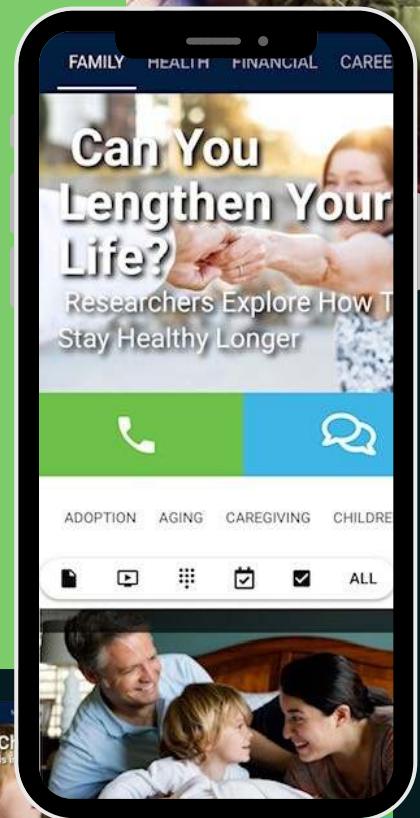 FAMILY HEALTH FINANCIAL CAREE
Can You
Lengthen Your
Life?
Researchers Explore How T
Stay Healthy Longer
ADOPTION AGING CAREGIVING CHILDRE
ALL